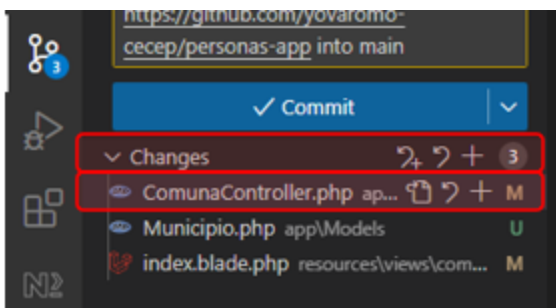 https://github.com/yovaromo-
cecep/personas-app into main
3
Commit
Changes 3
ComunaController.php ap... M
Municipio.php app\Models U
index.blade.php resources\views\com... M